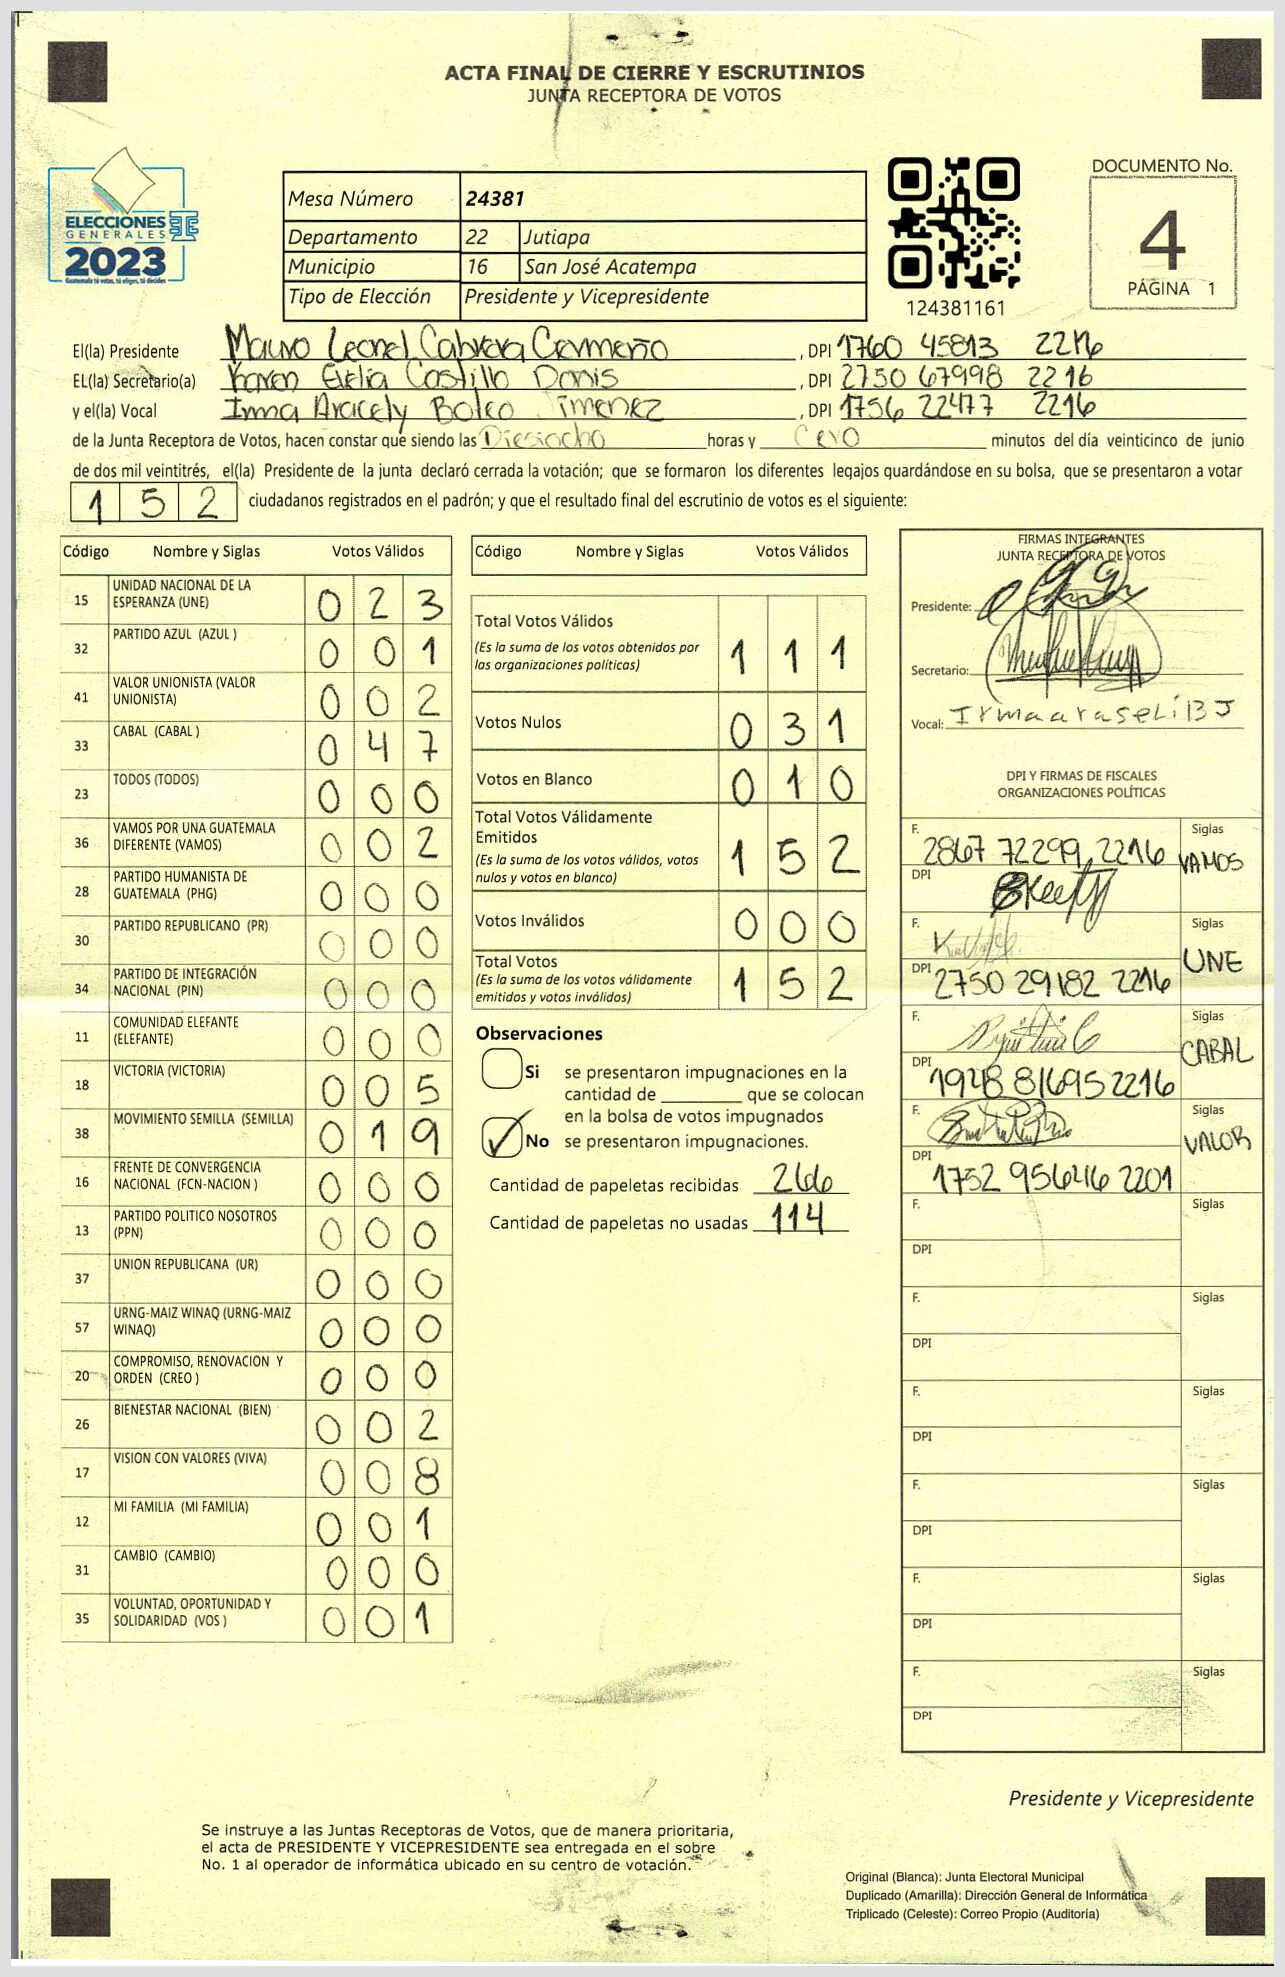 ACTA FINAL DE CIERRE Y ESCRUTINIOS
JUNTA RECEPTORA DE VOTOS
ELECCIONES
GENERALES
2023
Guatemala tú votas, tú eliges, tú decides
Mesa Número 24381
Departamento 22 Jutiapa
Municipio 16 San José Acatempa
Tipo de Elección Presidente y Vicepresidente
124381161
DOCUMENTO No.
4
PÁGINA 1
El(la) Presidente Mauro Leonel Cabrera Cermeño , DPI 1760 45813 2216
EL(la) Secretario(a) Karen Evelia Castillo Donis , DPI 2750 67998 2216
y el(la) Vocal Irma Aracely Boteo Jimenez , DPI 1756 22477 2216
de la Junta Receptora de Votos, hacen constar que siendo las Diesiocho horas y Cero minutos del día veinticinco de junio
de dos mil veintitrés, el(la) Presidente de la junta declaró cerrada la votación; que se formaron los diferentes legajos guardándose en su bolsa, que se presentaron a votar
1 5 2 ciudadanos registrados en el padrón; y que el resultado final del escrutinio de votos es el siguiente:
Código Nombre y Siglas Votos Válidos
15 UNIDAD NACIONAL DE LA ESPERANZA (UNE) 0 2 3
32 PARTIDO AZUL (AZUL ) 0 0 1
41 VALOR UNIONISTA (VALOR UNIONISTA) 0 0 2
33 CABAL (CABAL ) 0 4 7
23 TODOS (TODOS) 0 0 0
36 VAMOS POR UNA GUATEMALA DIFERENTE (VAMOS) 0 0 2
28 PARTIDO HUMANISTA DE GUATEMALA (PHG) 0 0 0
30 PARTIDO REPUBLICANO (PR) 0 0 0
34 PARTIDO DE INTEGRACIÓN NACIONAL (PIN) 0 0 0
11 COMUNIDAD ELEFANTE (ELEFANTE) 0 0 0
18 VICTORIA (VICTORIA) 0 0 5
38 MOVIMIENTO SEMILLA (SEMILLA) 0 1 9
16 FRENTE DE CONVERGENCIA NACIONAL (FCN-NACION ) 0 0 0
13 PARTIDO POLITICO NOSOTROS (PPN) 0 0 0
37 UNION REPUBLICANA (UR) 0 0 0
57 URNG-MAIZ WINAQ (URNG-MAIZ WINAQ) 0 0 0
20 COMPROMISO, RENOVACION Y ORDEN (CREO ) 0 0 0
26 BIENESTAR NACIONAL (BIEN) 0 0 2
17 VISION CON VALORES (VIVA) 0 0 8
12 MI FAMILIA (MI FAMILIA) 0 0 1
31 CAMBIO (CAMBIO) 0 0 0
35 VOLUNTAD, OPORTUNIDAD Y SOLIDARIDAD (VOS ) 0 0 1
Código Nombre y Siglas Votos Válidos
Total Votos Válidos 1 1 1
(Es la suma de los votos obtenidos por
las organizaciones políticas)
Votos Nulos 0 3 1
Votos en Blanco 0 1 0
Total Votos Válidamente
Emitidos 1 5 2
(Es la suma de los votos válidos, votos
nulos y votos en blanco)
Votos Inválidos 0 0 0
Total Votos 1 5 2
(Es la suma de los votos válidamente
emitidos y votos inválidos)
Observaciones
Si se presentaron impugnaciones en la
cantidad de ________ que se colocan
en la bolsa de votos impugnados
No se presentaron impugnaciones.
Cantidad de papeletas recibidas 266
Cantidad de papeletas no usadas 114
FIRMAS INTEGRANTES
JUNTA RECEPTORA DE VOTOS
Presidente:
Secretario:
Vocal: Irmaaraseli B J
DPI Y FIRMAS DE FISCALES
ORGANIZACIONES POLÍTICAS
F. 2867 72299 2216 Siglas VAMOS
DPI
F. Siglas UNE
DPI 2750 29182 2216
F. Siglas CABAL
DPI 1948 81695 2216
F. Siglas VALOR
DPI 1752 95646 2201
F. Siglas
DPI
F. Siglas
DPI
F. Siglas
DPI
F. Siglas
DPI
F. Siglas
DPI
F. Siglas
DPI
Presidente y Vicepresidente
Se instruye a las Juntas Receptoras de Votos, que de manera prioritaria,
el acta de PRESIDENTE Y VICEPRESIDENTE sea entregada en el sobre
No. 1 al operador de informática ubicado en su centro de votación.
Original (Blanca): Junta Electoral Municipal
Duplicado (Amarilla): Dirección General de Informática
Triplicado (Celeste): Correo Propio (Auditoría)